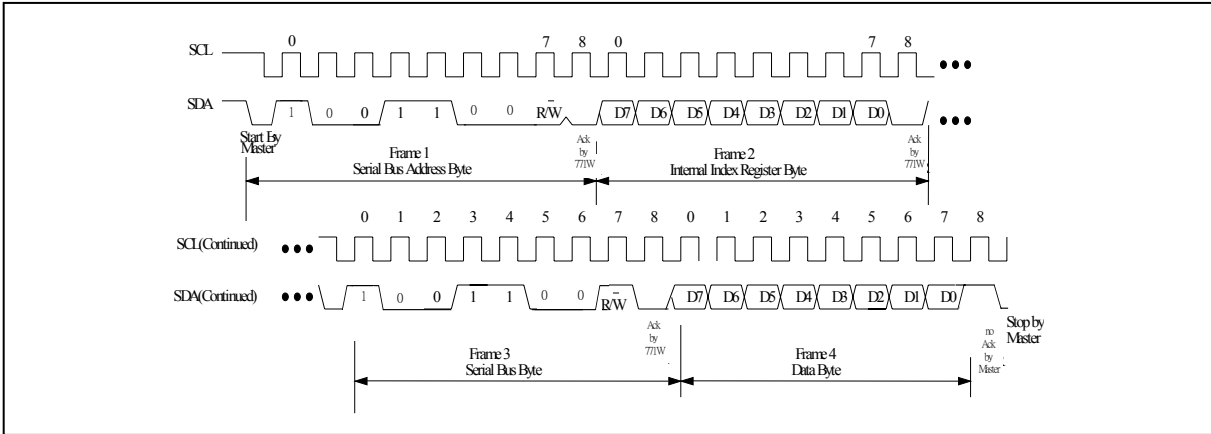 0 7 8 0 7 8
SCL
SDA 1 0 0 1 1 0 0 R/W D7 D6 D5 D4 D3 D2 D1 D0
Start By
Master
Ack
by
771W
Ack
by
771W
Frame 1
Serial Bus Address Byte
Frame 2
Internal Index Register Byte
0 1 2 3 4 5 6 7 8 0 1 2 3 4 5 6 7 8
SCL(Continued)
SDA(Continued) 1 0 0 1 1 0 0 R/W D7 D6 D5 D4 D3 D2 D1 D0
Ack
by
771W
no
Ack
by
Master
Stop by
Master
Frame 3
Serial Bus Byte
Frame 4
Data Byte